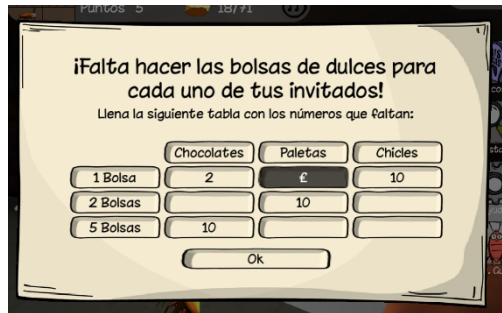 Puntos 5 18/71
¡Falta hacer las bolsas de dulces para
cada uno de tus invitados!
Llena la siguiente tabla con los números que faltan:
Chocolates Paletas Chicles
1 Bolsa 2 £ 10
2 Bolsas 10
5 Bolsas 10
Ok